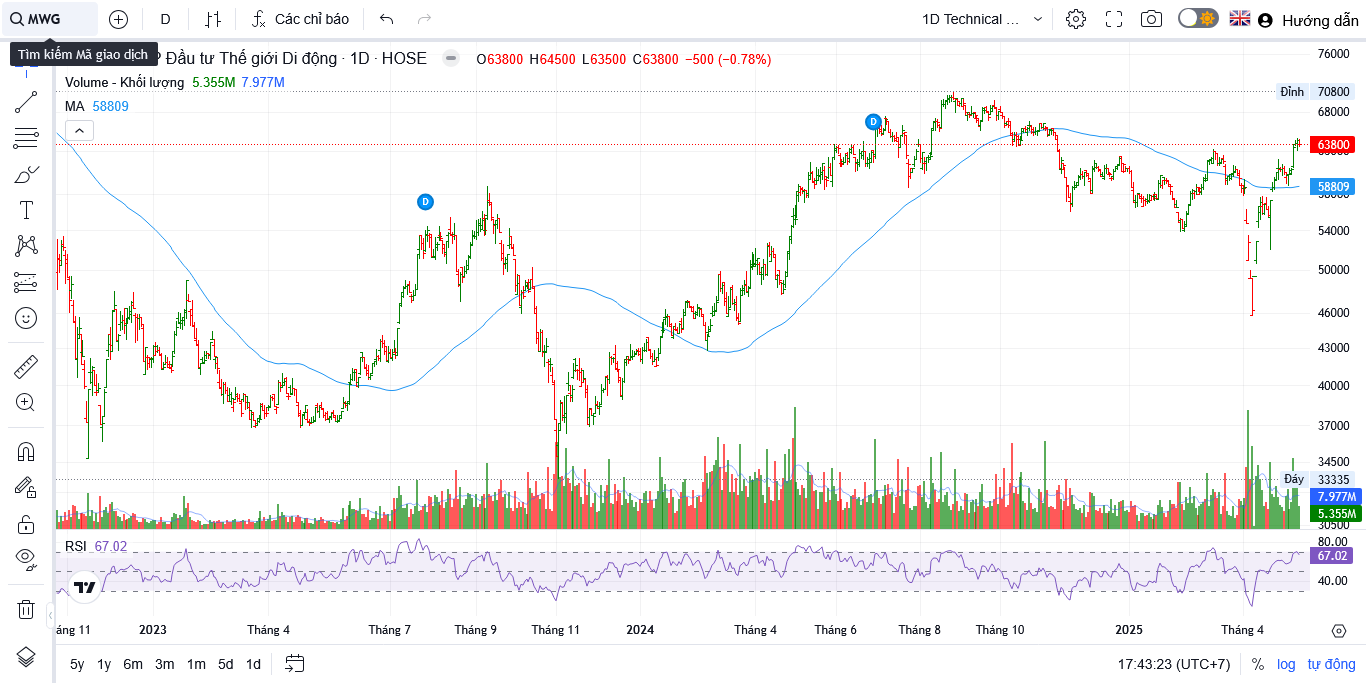 MWG D Các chỉ báo 1D Technical ... Hướng dẫn
Tìm kiếm Mã giao dịch
P Đầu tư Thế giới Di động · 1D · HOSE O63800 H64500 L63500 C63800 −500 (−0.78%)
Volume - Khối lượng 5.355M 7.977M
MA 58809
D
D
76000
Đỉnh 70800
68000
63800
58809
58000
54000
50000
46000
43000
40000
37000
34500
Đáy 33335
7.977M
5.355M
30500
RSI 67.02
80.00
67.02
40.00
áng 11 2023 Tháng 4 Tháng 7 Tháng 9 Tháng 11 2024 Tháng 4 Tháng 6 Tháng 8 Tháng 10 2025 Tháng 4
5y 1y 6m 3m 1m 5d 1d 17:43:23 (UTC+7) % log tự động